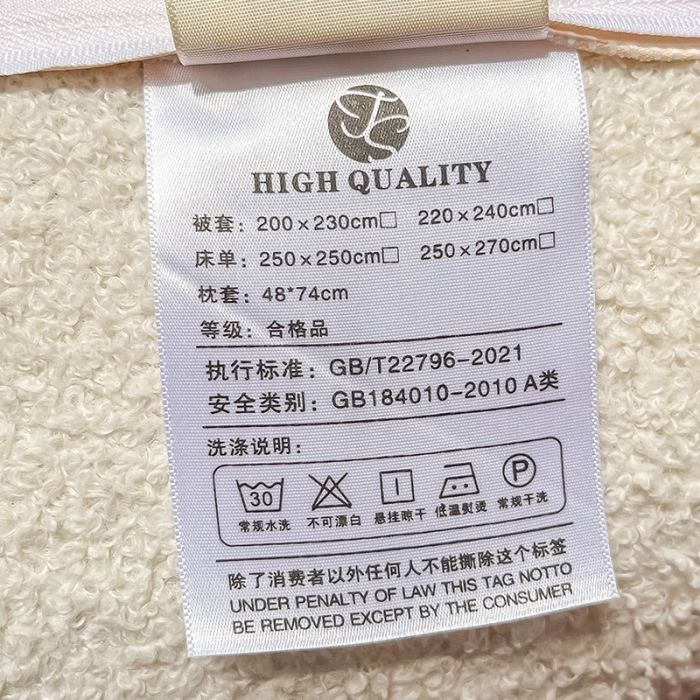 HIGH QUALITY
被套：200×230cm□ 220×240cm□
床单：250×250cm□ 250×270cm□
枕套：48*74cm
等级：合格品
执行标准：GB/T22796-2021
安全类别：GB184010-2010 A类
洗涤说明：
30 P
常规水洗 不可漂白 悬挂晾干 低温熨烫 常规干洗
除了消费者以外任何人不能撕除这个标签
UNDER PENALTY OF LAW THIS TAG NOTTO
BE REMOVED EXCEPT BY THE CONSUMER